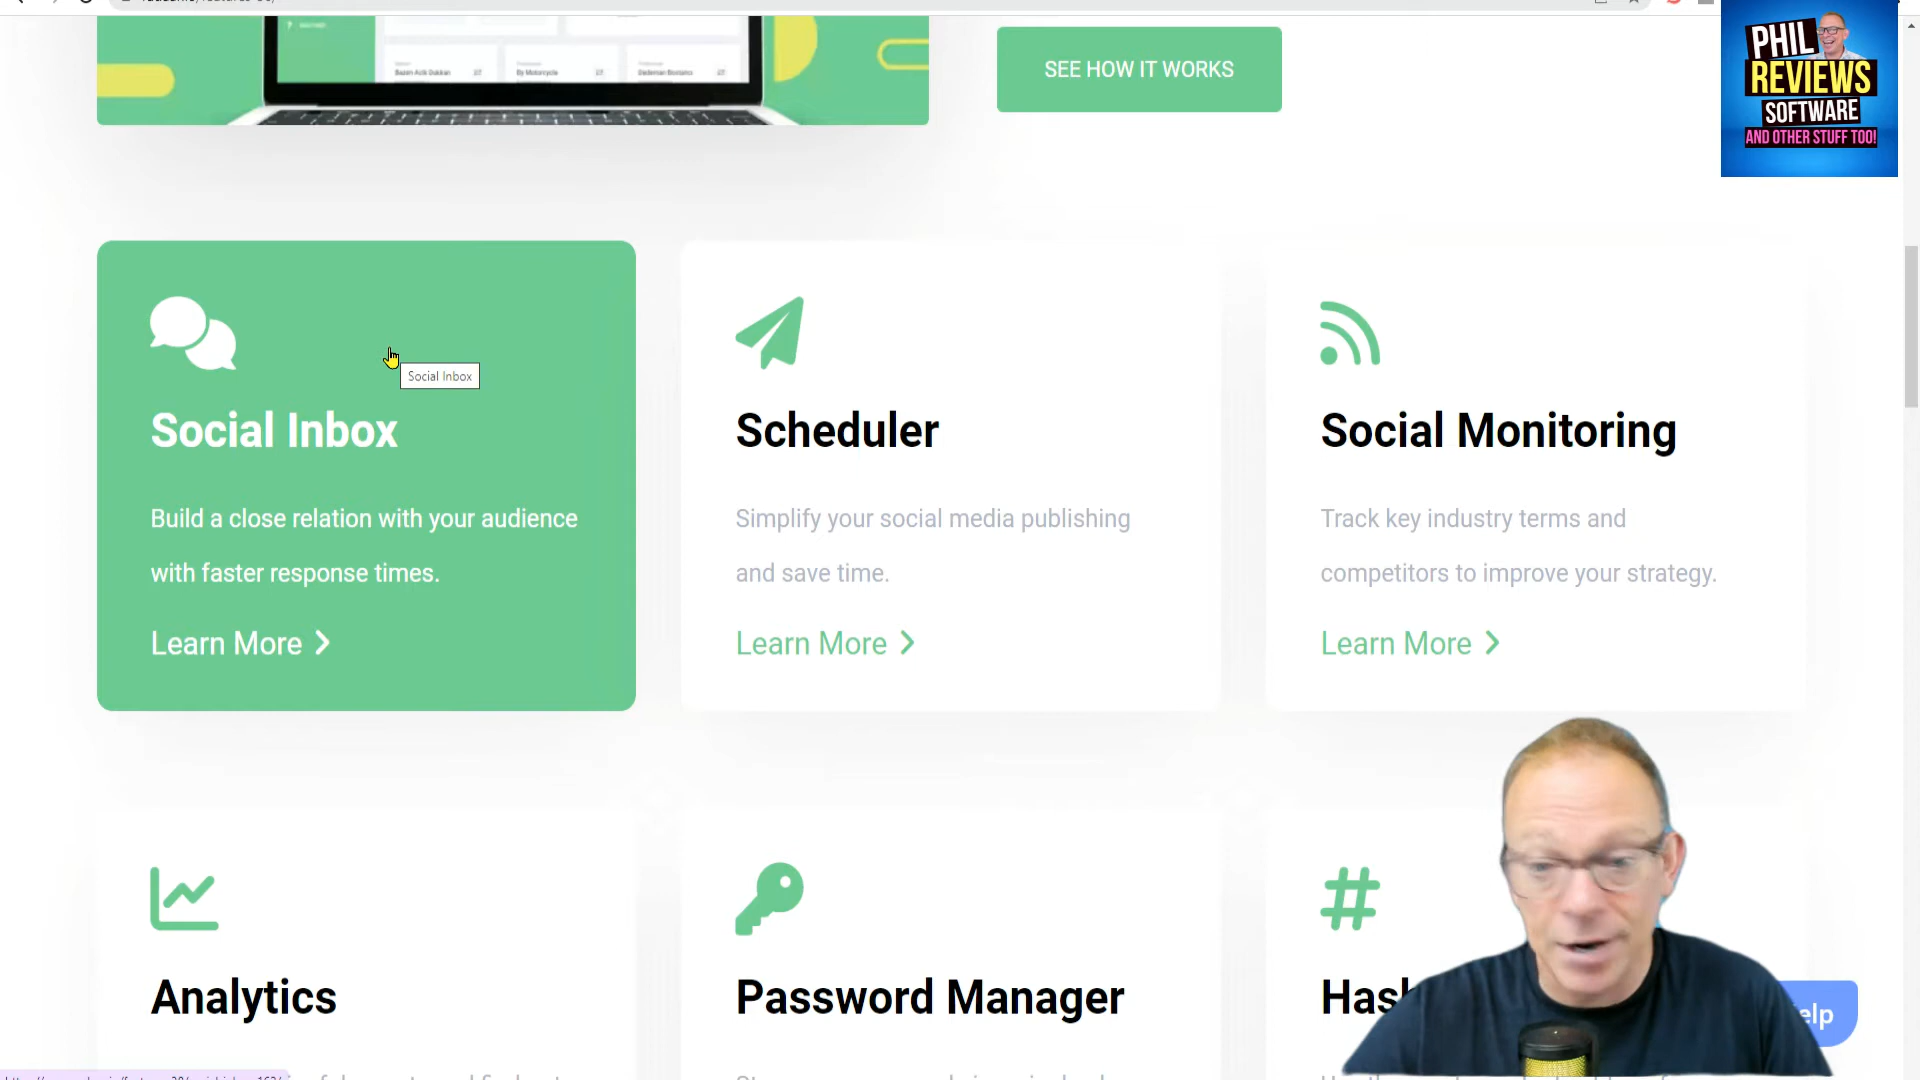 SEE HOW IT WORKS
PHIL
REVIEWS
SOFTWARE
AND OTHER STUFF TOO!
Social Inbox
Social Inbox
Build a close relation with your audience
with faster response times.
Learn More
Scheduler
Simplify your social media publishing
and save time.
Learn More
Social Monitoring
Track key industry terms and
competitors to improve your strategy.
Learn More
Analytics
Password Manager